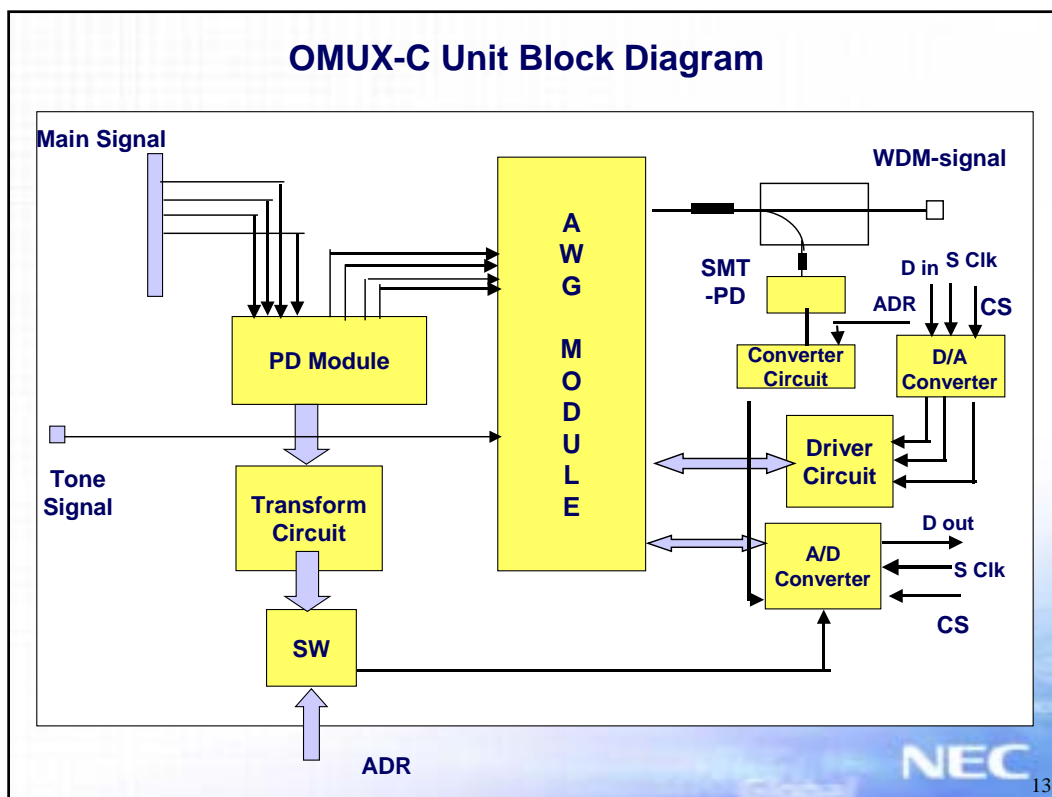 OMUX-C Unit Block Diagram
Main Signal
WDM-signal
A
W
G
M
O
D
U
L
E
SMT
-PD
D in
S Clk
ADR
CS
PD Module
Converter
Circuit
D/A
Converter
Tone
Signal
Transform
Circuit
Driver
Circuit
D out
A/D
Converter
S Clk
CS
SW
ADR
NEC
Global
13